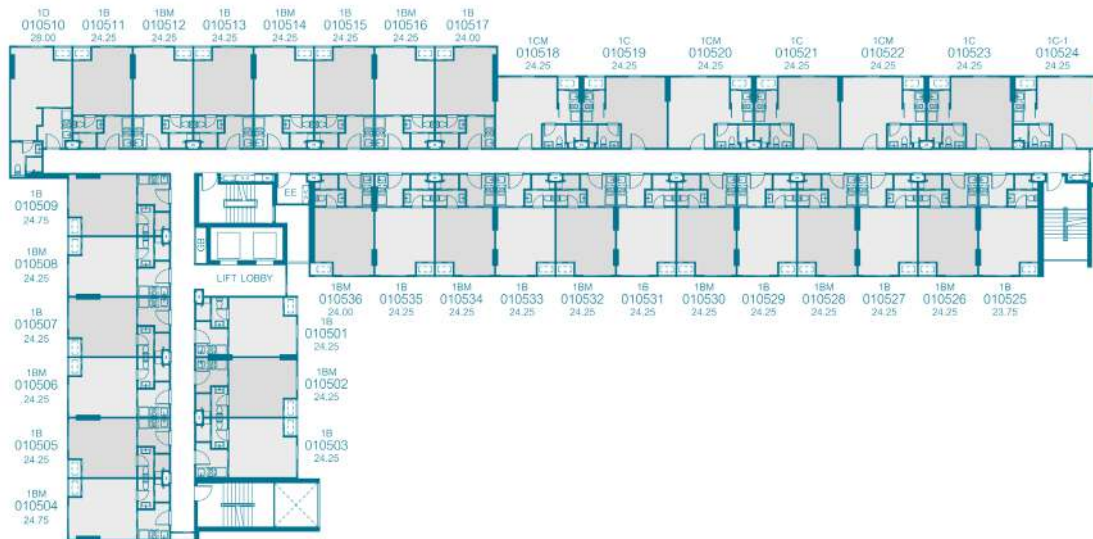 1D
010510
28.00
1B
010511
24.25
1BM
010512
24.25
1B
010513
24.25
1BM
010514
24.25
1B
010515
24.25
1BM
010516
24.25
1B
010517
24.00
1CM
010518
24.25
1C
010519
24.25
1CM
010520
24.25
1C
010521
24.25
1CM
010522
24.25
1C
010523
24.25
1C-1
010524
24.25
1B
010509
24.75
1BM
010508
24.25
1B
010507
24.25
1BM
010506
24.25
1B
010505
24.25
1BM
010504
24.75
EE
GB
LIFT LOBBY
1B
010501
24.25
1BM
010502
24.25
1B
010503
24.25
1BM
010536
24.00
1B
010535
24.25
1BM
010534
24.25
1B
010533
24.25
1BM
010532
24.25
1B
010531
24.25
1BM
010530
24.25
1B
010529
24.25
1BM
010528
24.25
1B
010527
24.25
1BM
010526
24.25
1B
010525
23.75